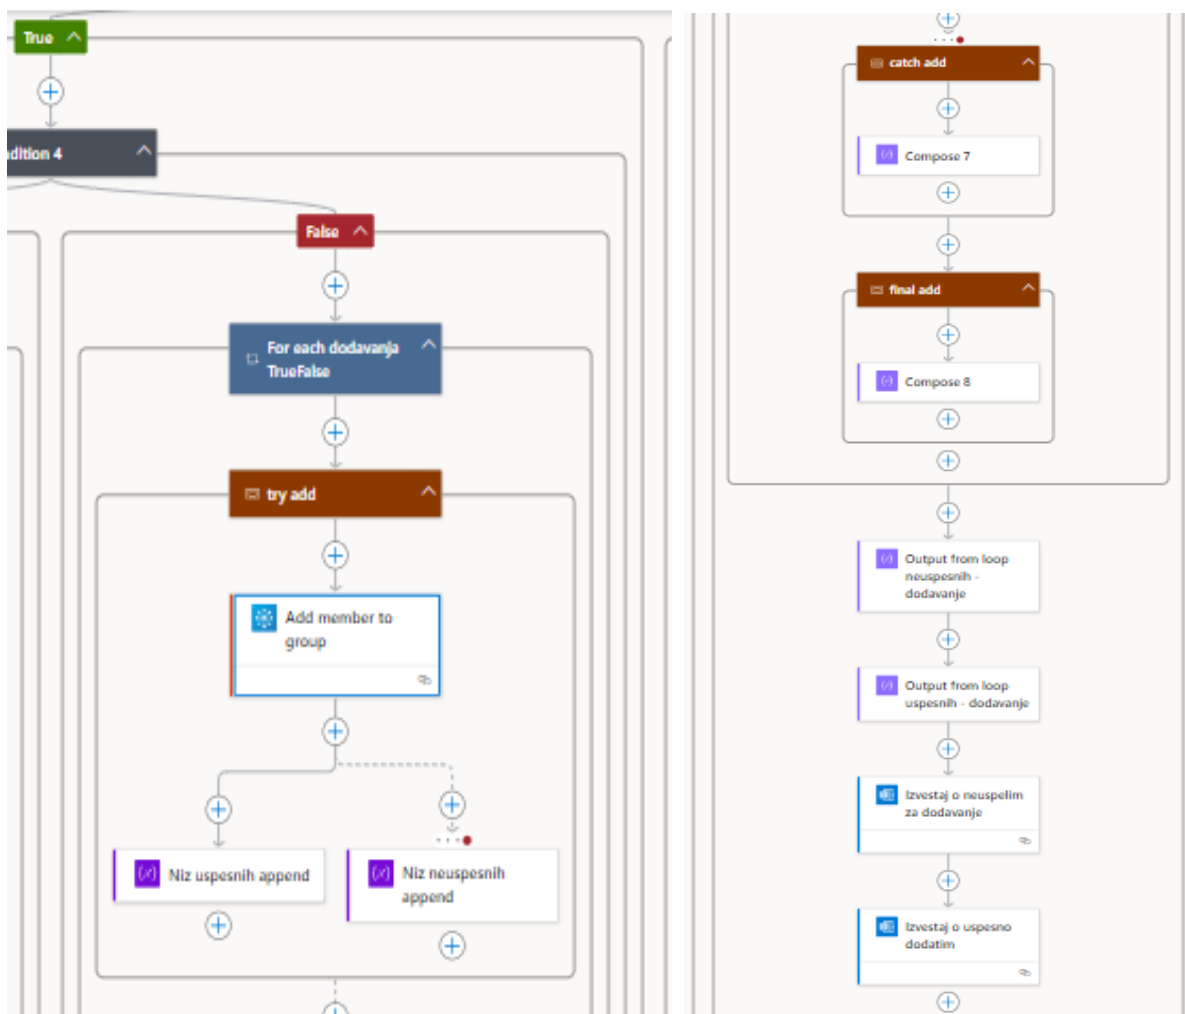 True
dition 4
False
For each dodavanja
TrueFalse
try add
Add member to
group
Niz uspesnih append
Niz neuspesnih
append
catch add
Compose 7
final add
Compose 8
Output from loop
neuspesnih -
dodavanje
Output from loop
uspesnih - dodavanje
Izvestaj o neuspelim
za dodavanje
Izvestaj o uspesno
dodatim